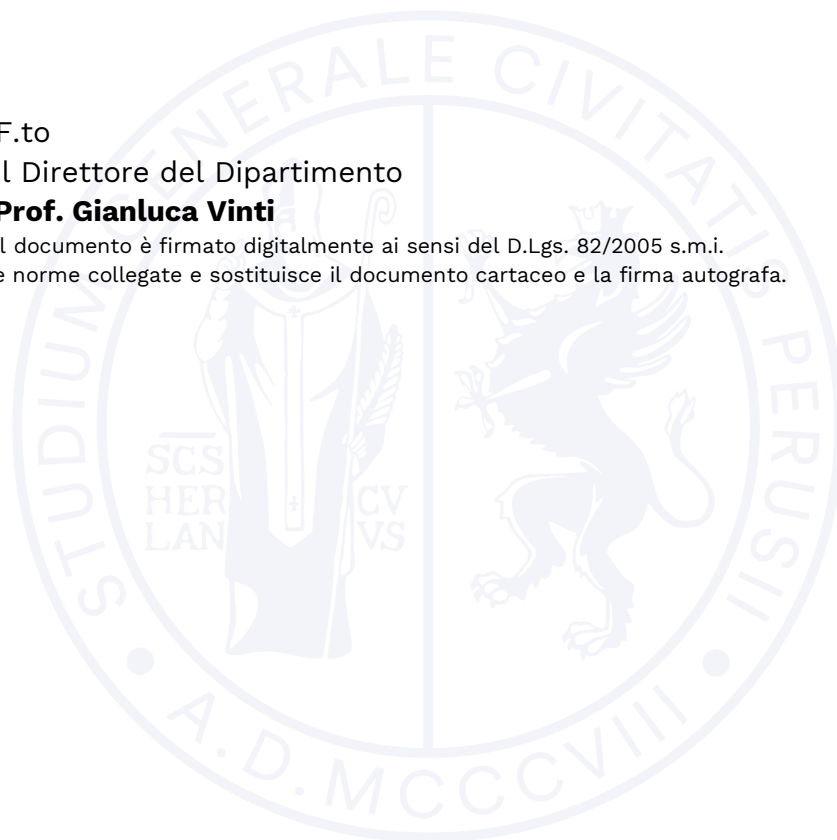 F.to
l Direttore del Dipartimento
Prof. Gianluca Vinti
l documento è firmato digitalmente ai sensi del D.Lgs. 82/2005 s.m.i.
e norme collegate e sostituisce il documento cartaceo e la firma autografa.
STUDIUM GENERALE CIVITATIS PERUSII
SCS
HER
LAN
CV
VS
A.D. MCCCVIII